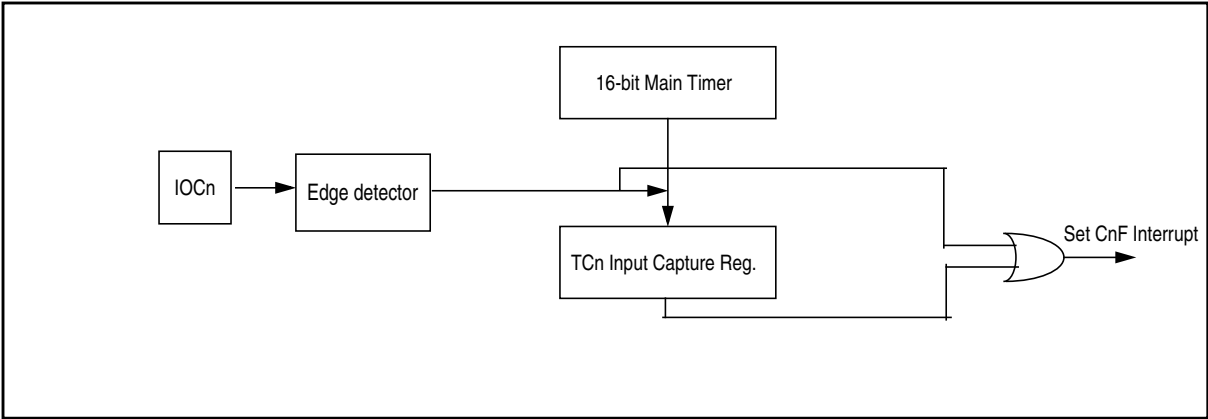 16-bit Main Timer
IOCn
Edge detector
TCn Input Capture Reg.
Set CnF Interrupt